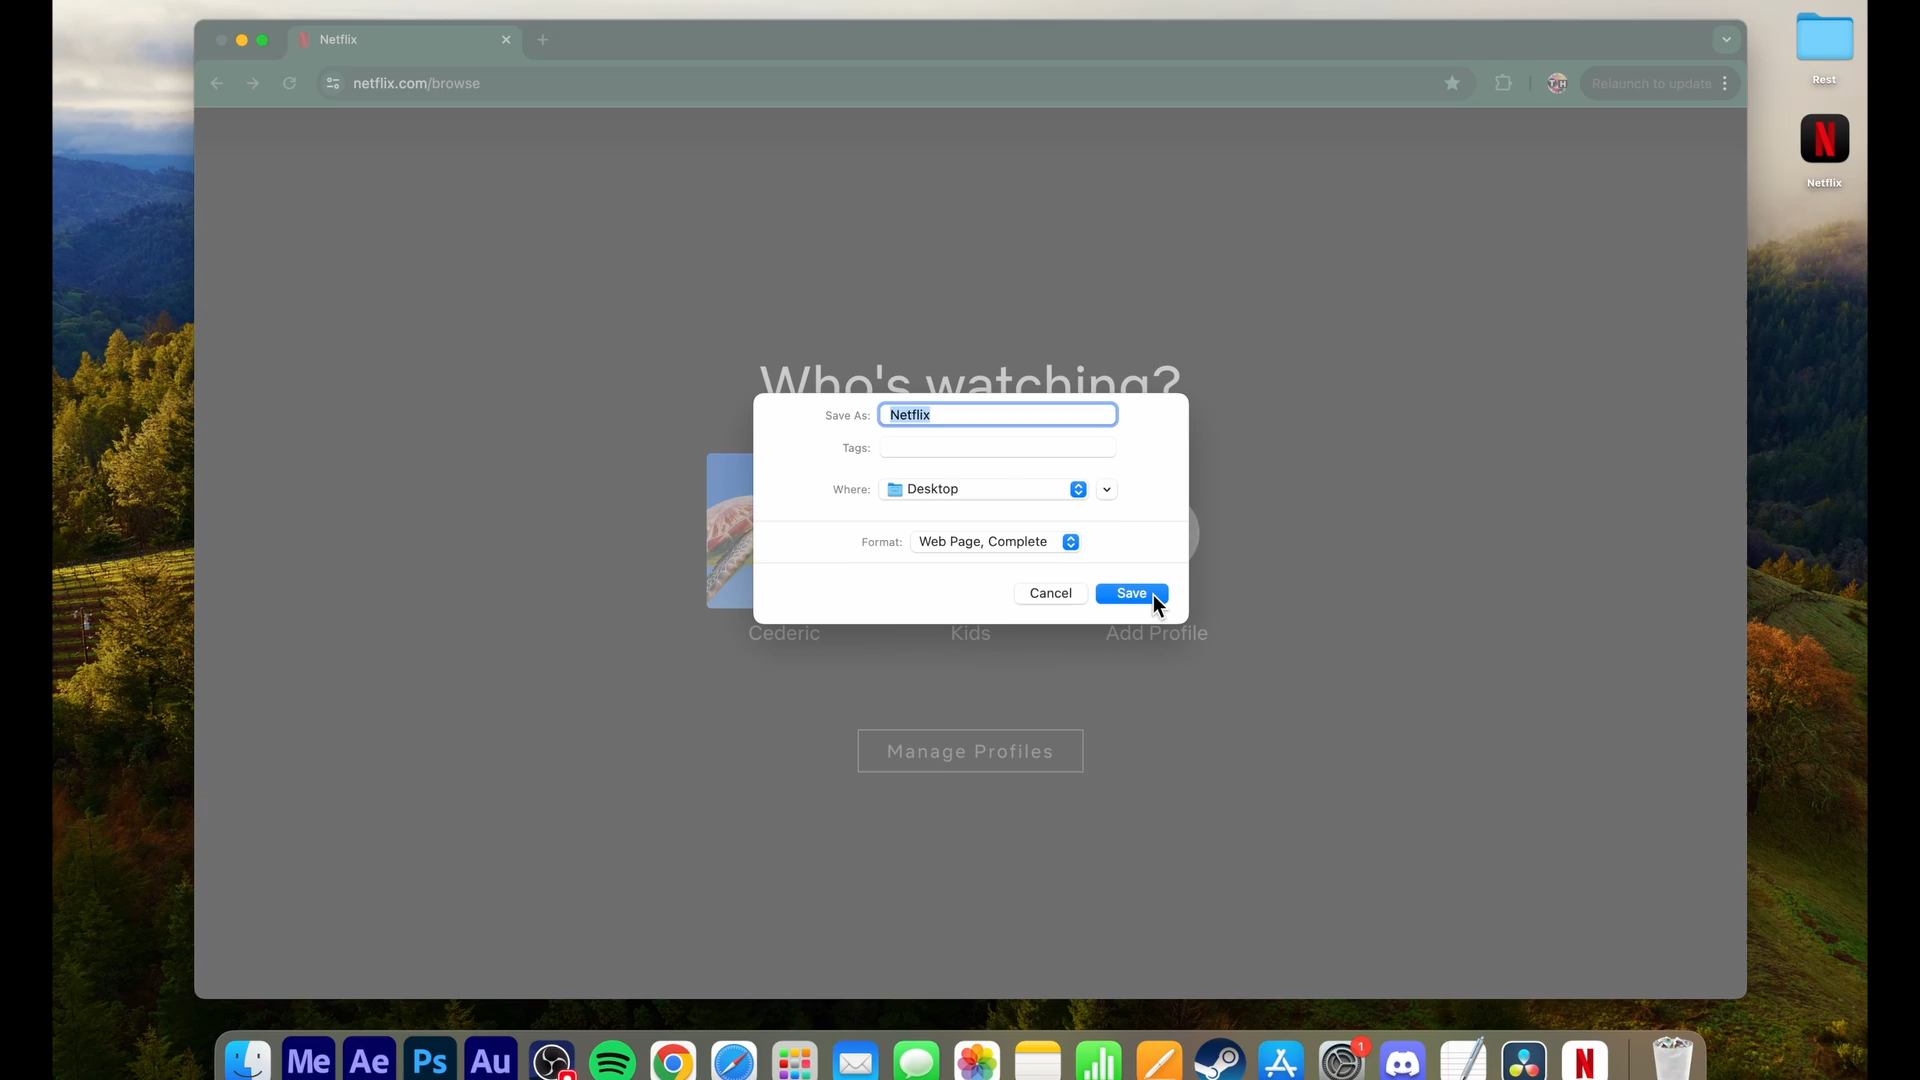 Netflix
netflix.com/browse
Relaunch to update
Rest
N
Netflix
Who's watching?
Save As: Netflix
Tags:
Where: Desktop
Format: Web Page, Complete
Cancel Save
Cederic Kids Add Profile
Manage Profiles
Me Ae Ps Au 1 N